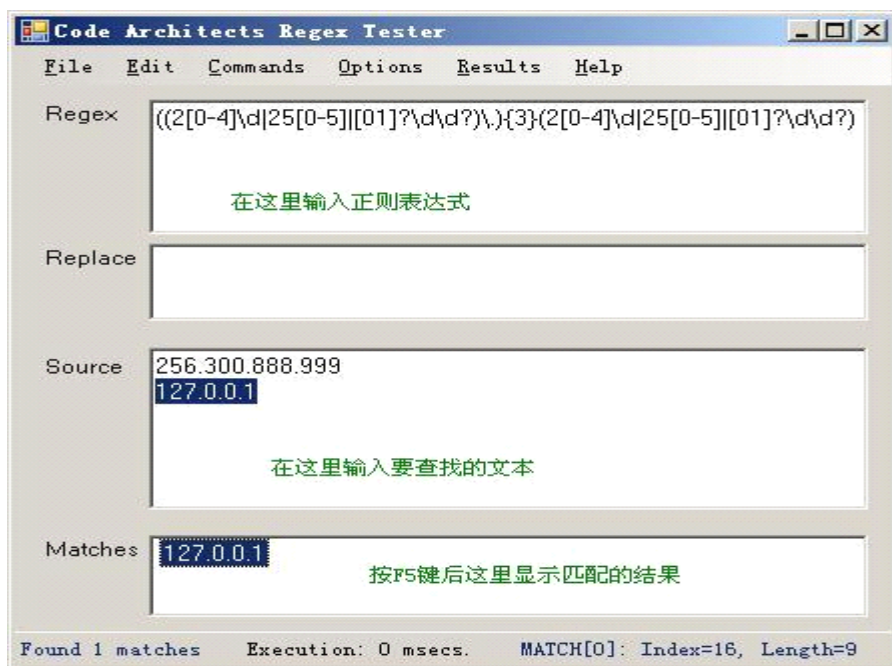 Code Architects Regex Tester
File Edit Commands Options Results Help
Regex
((2[0-4]\d|25[0-5]|[01]?\d\d?)\.){3}(2[0-4]\d|25[0-5]|[01]?\d\d?)
在这里输入正则表达式
Replace
Source
256.300.888.999
127.0.0.1
在这里输入要查找的文本
Matches
127.0.0.1
按F5键后这里显示匹配的结果
Found 1 matches Execution: 0 msecs. MATCH[0]: Index=16, Length=9